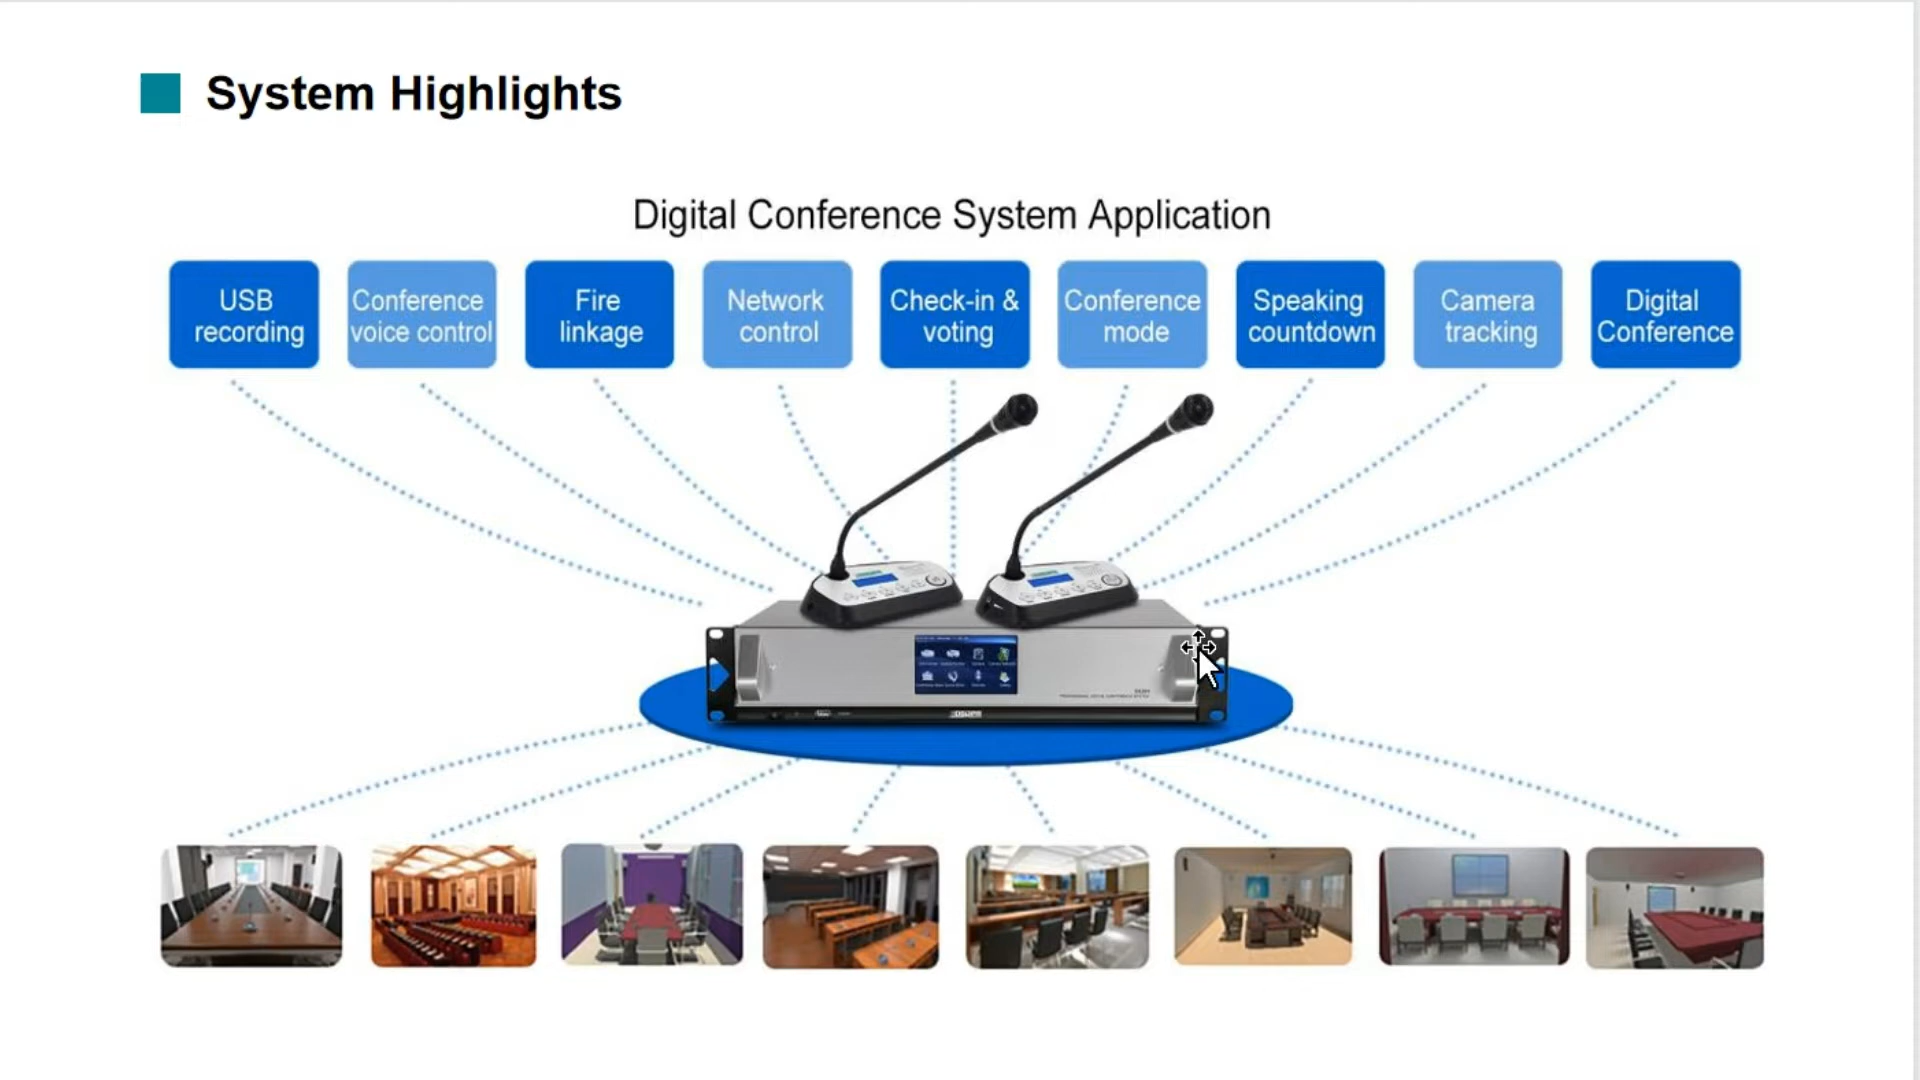 System Highlights
Digital Conference System Application
USB
recording
Conference
voice control
Fire
linkage
Network
control
Check-in &
voting
Conference
mode
Speaking
countdown
Camera
tracking
Digital
Conference